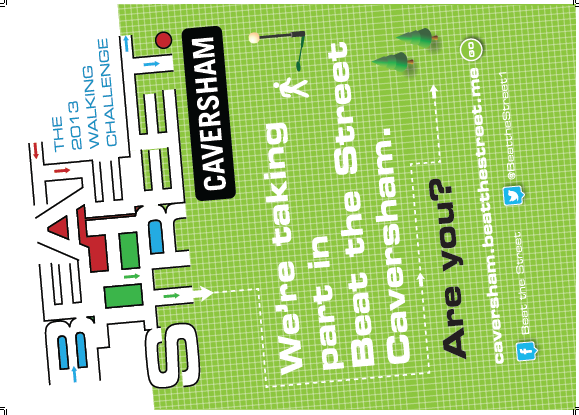 BEAT THE
STREET.
THE
2013
WALKING
CHALLENGE
CAVERSHAM
We're taking
part in
Beat the Street
Caversham.
Are you?
caversham.beatthestreet.me GO
Beat the Street @BeattheStreet1